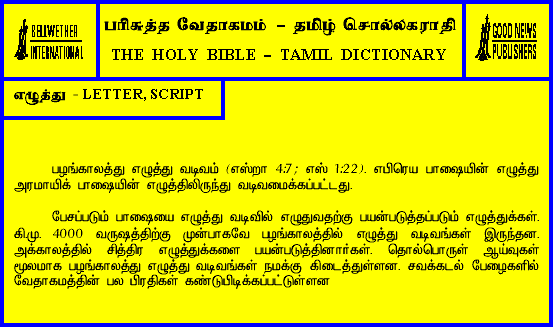 BELLWETHER
INTERNATIONAL
பரிசுத்த வேதாகமம் – தமிழ் சொல்லகராதி
THE HOLY BIBLE – TAMIL DICTIONARY
GOOD NEWS
PUBLISHERS
எழுத்து - LETTER, SCRIPT
பழங்காலத்து எழுத்து வடிவம் (எஸ்றா 4:7; எஸ் 1:22). எபிரெய பாஷையின் எழுத்து
அரமாயிக் பாஷையின் எழுத்திலிருந்து வடிவமைக்கப்பட்டது.
பேசப்படும் பாஷையை எழுத்து வடிவில் எழுதுவதற்கு பயன்படுத்தப்படும் எழுத்துக்கள்.
கி.மு. 4000 வருஷத்திற்கு முன்பாகவே பழங்காலத்தில் எழுத்து வடிவங்கள் இருந்தன.
அக்காலத்தில் சித்திர எழுத்துக்களை பயன்படுத்தினார்கள். தொல்பொருள் ஆய்வுகள்
மூலமாக பழங்காலத்து எழுத்து வடிவங்கள் நமக்கு கிடைத்துள்ளன. சவக்கடல் பேழைகளில்
வேதாகமத்தின் பல பிரதிகள் கண்டுபிடிக்கப்பட்டுள்ளன